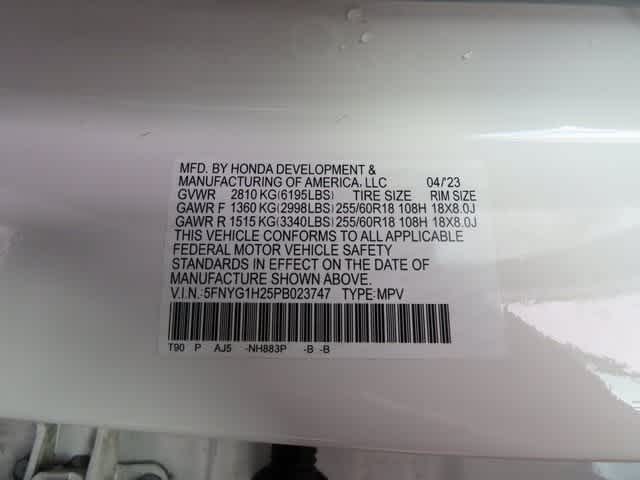 MFD. BY HONDA DEVELOPMENT &
MANUFACTURING OF AMERICA, LLC 04/23
GVWR 2810 KG(6195LBS) TIRE SIZE RIM SIZE
GAWR F 1360 KG(2998LBS) 255/60R18 108H 18X8.0J
GAWR R 1515 KG(3340LBS) 255/60R18 108H 18X8.0J
THIS VEHICLE CONFORMS TO ALL APPLICABLE
FEDERAL MOTOR VEHICLE SAFETY
STANDARDS IN EFFECT ON THE DATE OF
MANUFACTURE SHOWN ABOVE.
V.I.N.:5FNYG1H25PB023747 TYPE:MPV
T90 P AJ5 -NH883P -B -B